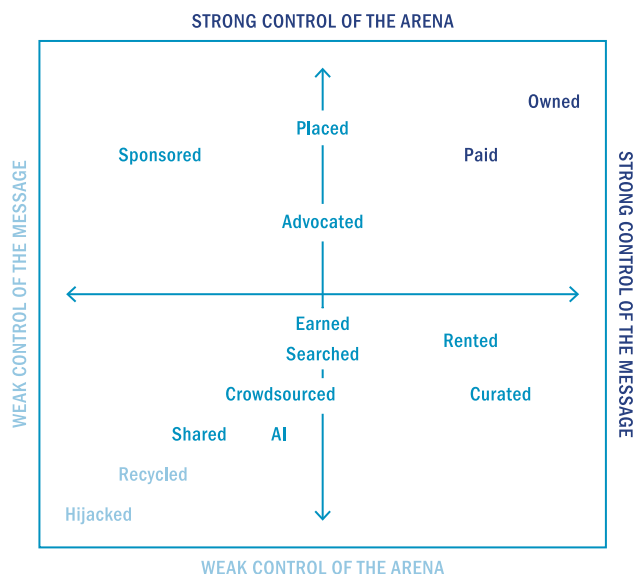 STRONG CONTROL OF THE ARENA
Owned
Placed
Sponsored
Paid
WEAK CONTROL OF THE MESSAGE
STRONG CONTROL OF THE MESSAGE
Advocated
Earned
Rented
Searched
Crowdsourced
Curated
Shared
AI
Recycled
Hijacked
WEAK CONTROL OF THE ARENA